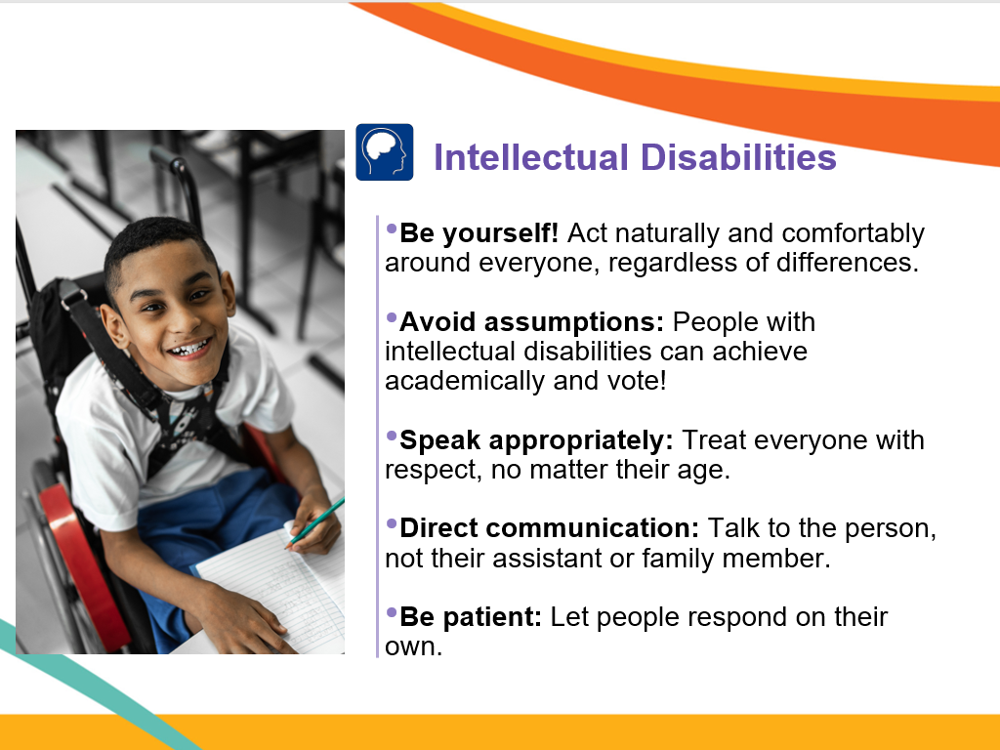 Intellectual Disabilities
•Be yourself! Act naturally and comfortably
around everyone, regardless of differences.
•Avoid assumptions: People with
intellectual disabilities can achieve
academically and vote!
•Speak appropriately: Treat everyone with
respect, no matter their age.
•Direct communication: Talk to the person,
not their assistant or family member.
•Be patient: Let people respond on their
own.